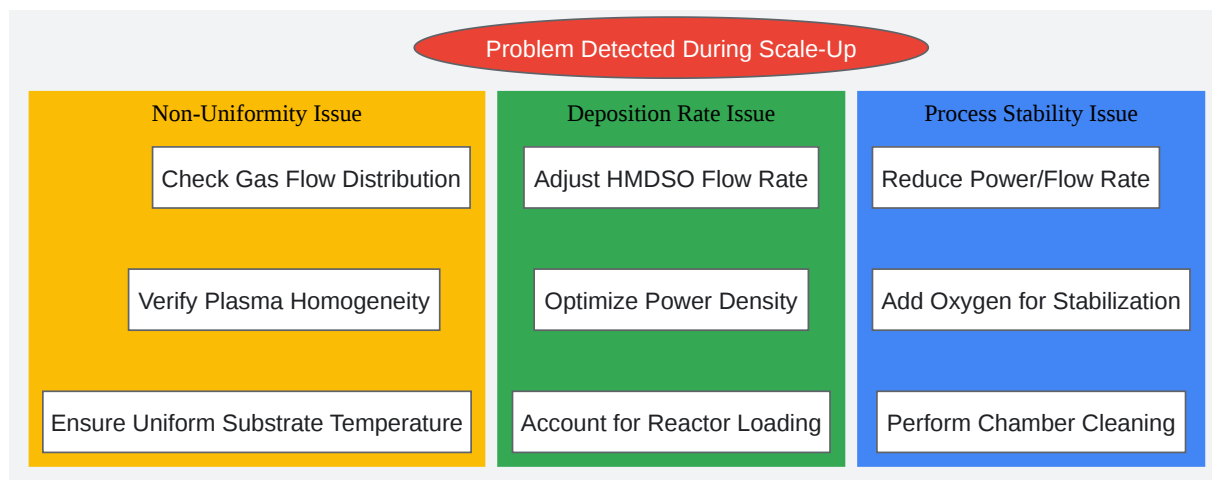 Problem Detected During Scale-Up
Non-Uniformity Issue
Check Gas Flow Distribution
Verify Plasma Homogeneity
Ensure Uniform Substrate Temperature
Deposition Rate Issue
Adjust HMDSO Flow Rate
Optimize Power Density
Account for Reactor Loading
Process Stability Issue
Reduce Power/Flow Rate
Add Oxygen for Stabilization
Perform Chamber Cleaning